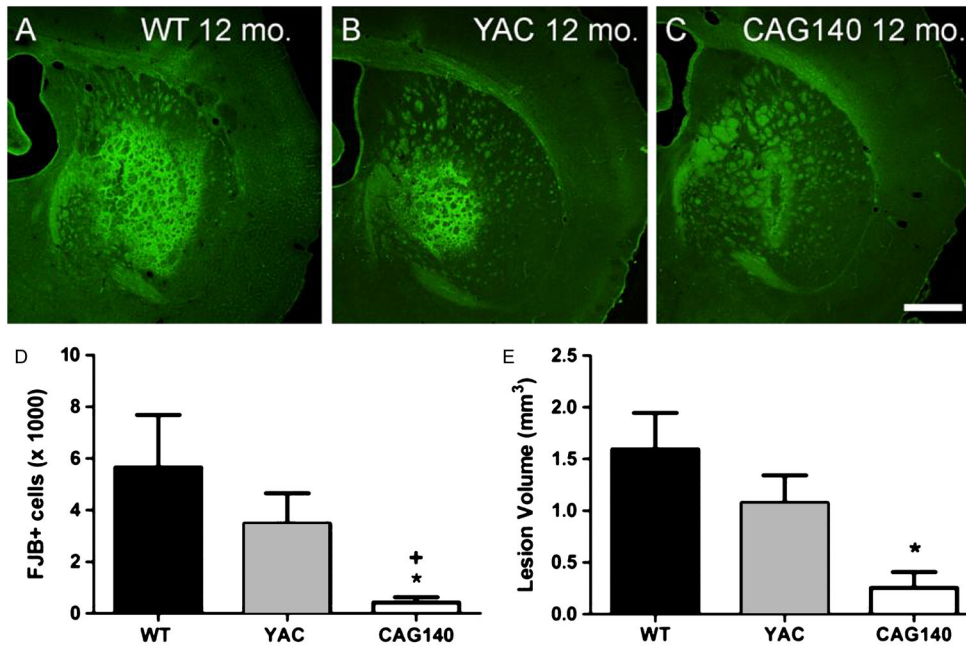 A WT 12 mo.
B YAC 12 mo.
C CAG140 12 mo.
D
FJB+ cells (x 1000)
10
8
6
4
2
0
+
*
WT YAC CAG140
E
Lesion Volume (mm³)
2.5
2.0
1.5
1.0
0.5
0.0
*
WT YAC CAG140